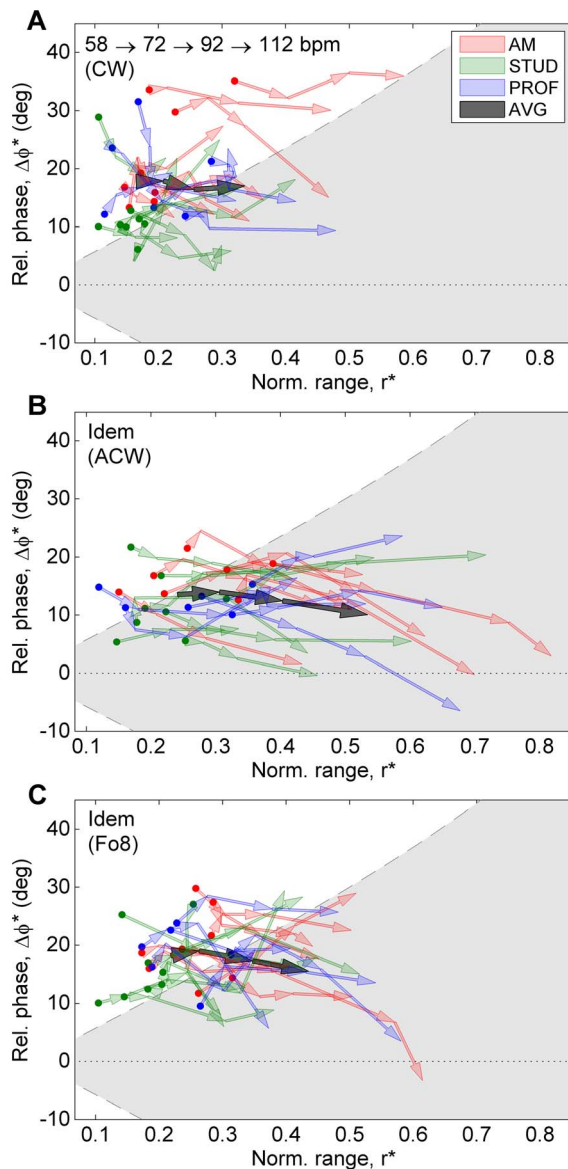 A
58 → 72 → 92 → 112 bpm
(CW)
AM
STUD
PROF
AVG
40
30
20
10
0
-10
Rel. phase, Δϕ* (deg)
0.1 0.2 0.3 0.4 0.5 0.6 0.7 0.8
Norm. range, r*
B
Idem
(ACW)
40
30
20
10
0
-10
Rel. phase, Δϕ* (deg)
0.1 0.2 0.3 0.4 0.5 0.6 0.7 0.8
Norm. range, r*
C
Idem
(Fo8)
40
30
20
10
0
-10
Rel. phase, Δϕ* (deg)
0.1 0.2 0.3 0.4 0.5 0.6 0.7 0.8
Norm. range, r*